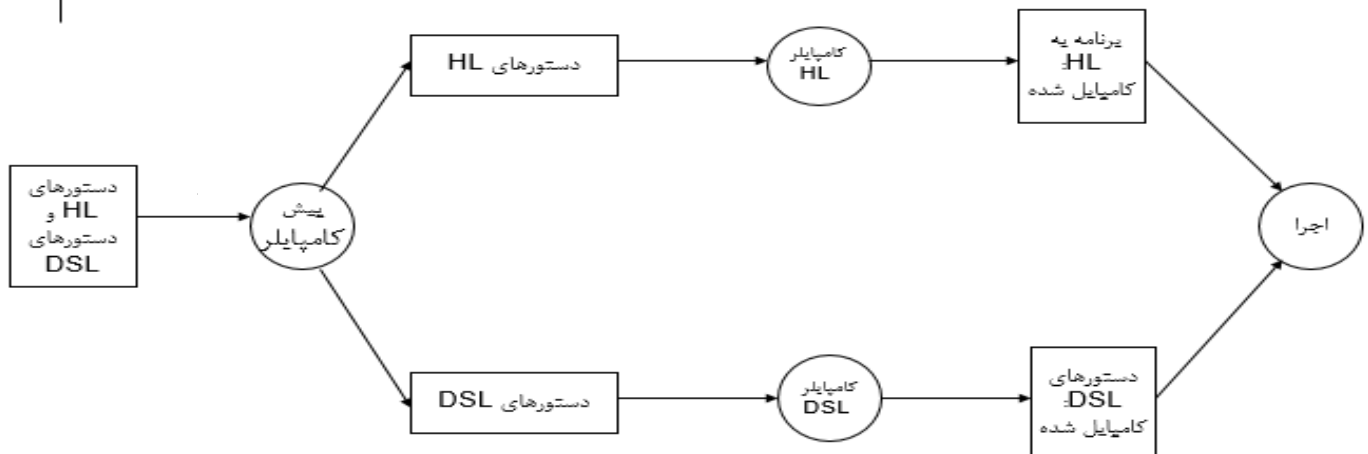 دستورهای
HL و
دستورهای
DSL
پیش
کامپایلر
دستورهای HL
کامپایلر
HL
برنامه به
HL:
کامپایل شده
دستورهای DSL
کامپایلر
DSL
دستورهای
DSL:
کامپایل شده
اجرا